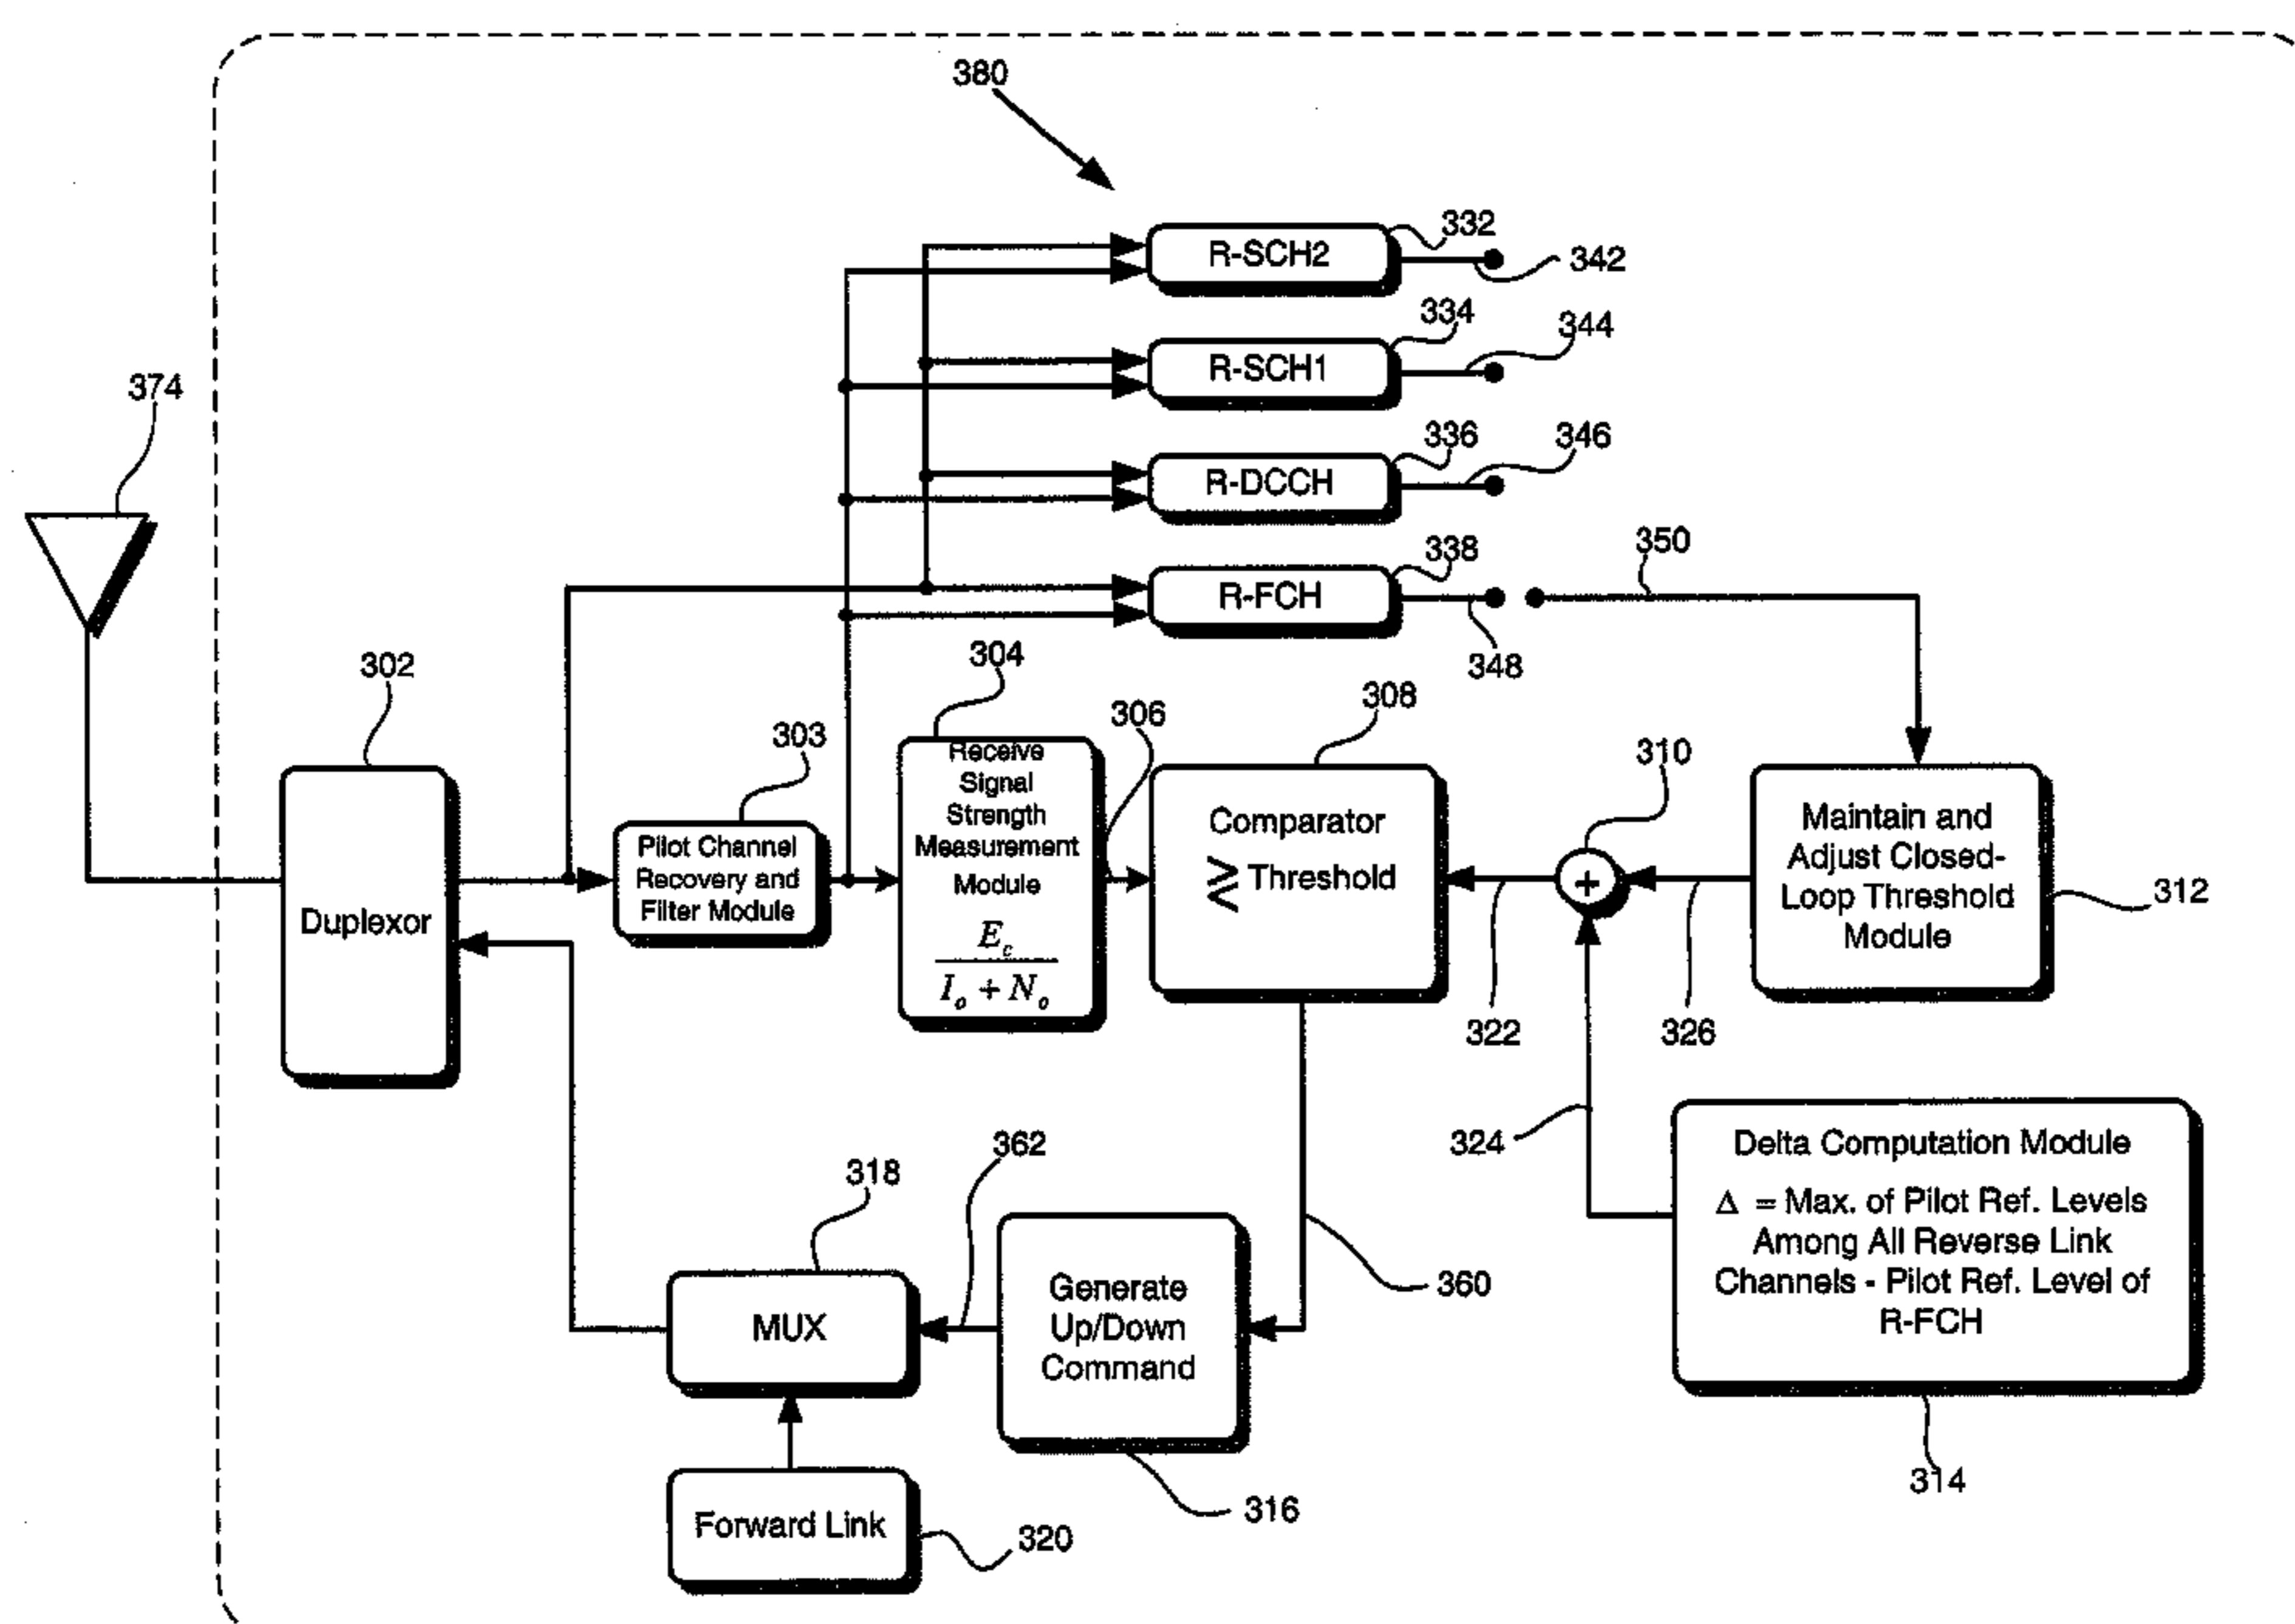 380
332
R-SCH2
342
334
344
R-SCH1
374
336
346
R-DCCH
350
338
R-FCH
348
304
302
308
306
310
303
Receive
Signal
Strength
Measurement
Module
E_c
I_o + N_o
Pilot Channel
Recovery and
Filter Module
Duplexor
Comparator
≥ Threshold
+
Maintain and
Adjust Closed-
Loop Threshold
Module
312
322
326
324
362
318
Delta Computation Module
Δ = Max. of Pilot Ref. Levels
Among All Reverse Link
Channels - Pilot Ref. Level of
R-FCH
360
Generate
Up/Down
Command
MUX
314
316
Forward Link
320